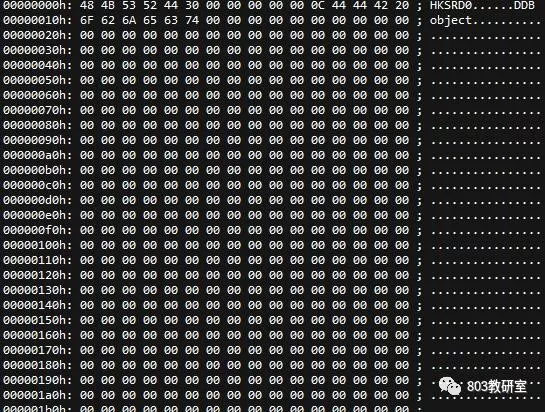 00000000h: 48 4B 53 52 44 30 00 00 00 00 00 0C 44 44 42 20 ; HKSRD0......DDB
00000010h: 6F 62 6A 65 63 74 00 00 00 00 00 00 00 00 00 00 ; object..........
00000020h: 00 00 00 00 00 00 00 00 00 00 00 00 00 00 00 00 ; ................
00000030h: 00 00 00 00 00 00 00 00 00 00 00 00 00 00 00 00 ; ................
00000040h: 00 00 00 00 00 00 00 00 00 00 00 00 00 00 00 00 ; ................
00000050h: 00 00 00 00 00 00 00 00 00 00 00 00 00 00 00 00 ; ................
00000060h: 00 00 00 00 00 00 00 00 00 00 00 00 00 00 00 00 ; ................
00000070h: 00 00 00 00 00 00 00 00 00 00 00 00 00 00 00 00 ; ................
00000080h: 00 00 00 00 00 00 00 00 00 00 00 00 00 00 00 00 ; ................
00000090h: 00 00 00 00 00 00 00 00 00 00 00 00 00 00 00 00 ; ................
000000a0h: 00 00 00 00 00 00 00 00 00 00 00 00 00 00 00 00 ; ................
000000b0h: 00 00 00 00 00 00 00 00 00 00 00 00 00 00 00 00 ; ................
000000c0h: 00 00 00 00 00 00 00 00 00 00 00 00 00 00 00 00 ; ................
000000d0h: 00 00 00 00 00 00 00 00 00 00 00 00 00 00 00 00 ; ................
000000e0h: 00 00 00 00 00 00 00 00 00 00 00 00 00 00 00 00 ; ................
000000f0h: 00 00 00 00 00 00 00 00 00 00 00 00 00 00 00 00 ; ................
00000100h: 00 00 00 00 00 00 00 00 00 00 00 00 00 00 00 00 ; ................
00000110h: 00 00 00 00 00 00 00 00 00 00 00 00 00 00 00 00 ; ................
00000120h: 00 00 00 00 00 00 00 00 00 00 00 00 00 00 00 00 ; ................
00000130h: 00 00 00 00 00 00 00 00 00 00 00 00 00 00 00 00 ; ................
00000140h: 00 00 00 00 00 00 00 00 00 00 00 00 00 00 00 00 ; ................
00000150h: 00 00 00 00 00 00 00 00 00 00 00 00 00 00 00 00 ; ................
00000160h: 00 00 00 00 00 00 00 00 00 00 00 00 00 00 00 00 ; ................
00000170h: 00 00 00 00 00 00 00 00 00 00 00 00 00 00 00 00 ; ................
00000180h: 00 00 00 00 00 00 00 00 00 00 00 00 00 00 00 00 ; ................
00000190h: 00 00 00 00 00 00 00 00 00 00 00 00 00 00 00 00 ; ................
000001a0h: 00 00 00 00 00 00 00 00 00 00 00 00 00 00 00 00 ; ................
000001b0h: 00 00 00 00 00 00 00 00 00 00 00 00 00 00 00 00
803教研室